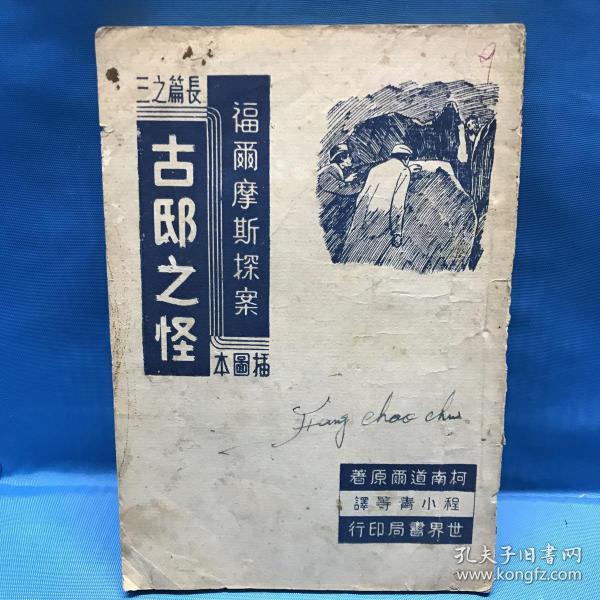 長篇之三
福爾摩斯探案
古邸之怪
插圖本
9
chao
柯南道爾原著
程小青等譯
世界書局印行
孔夫子旧书网
www.kongfz.com